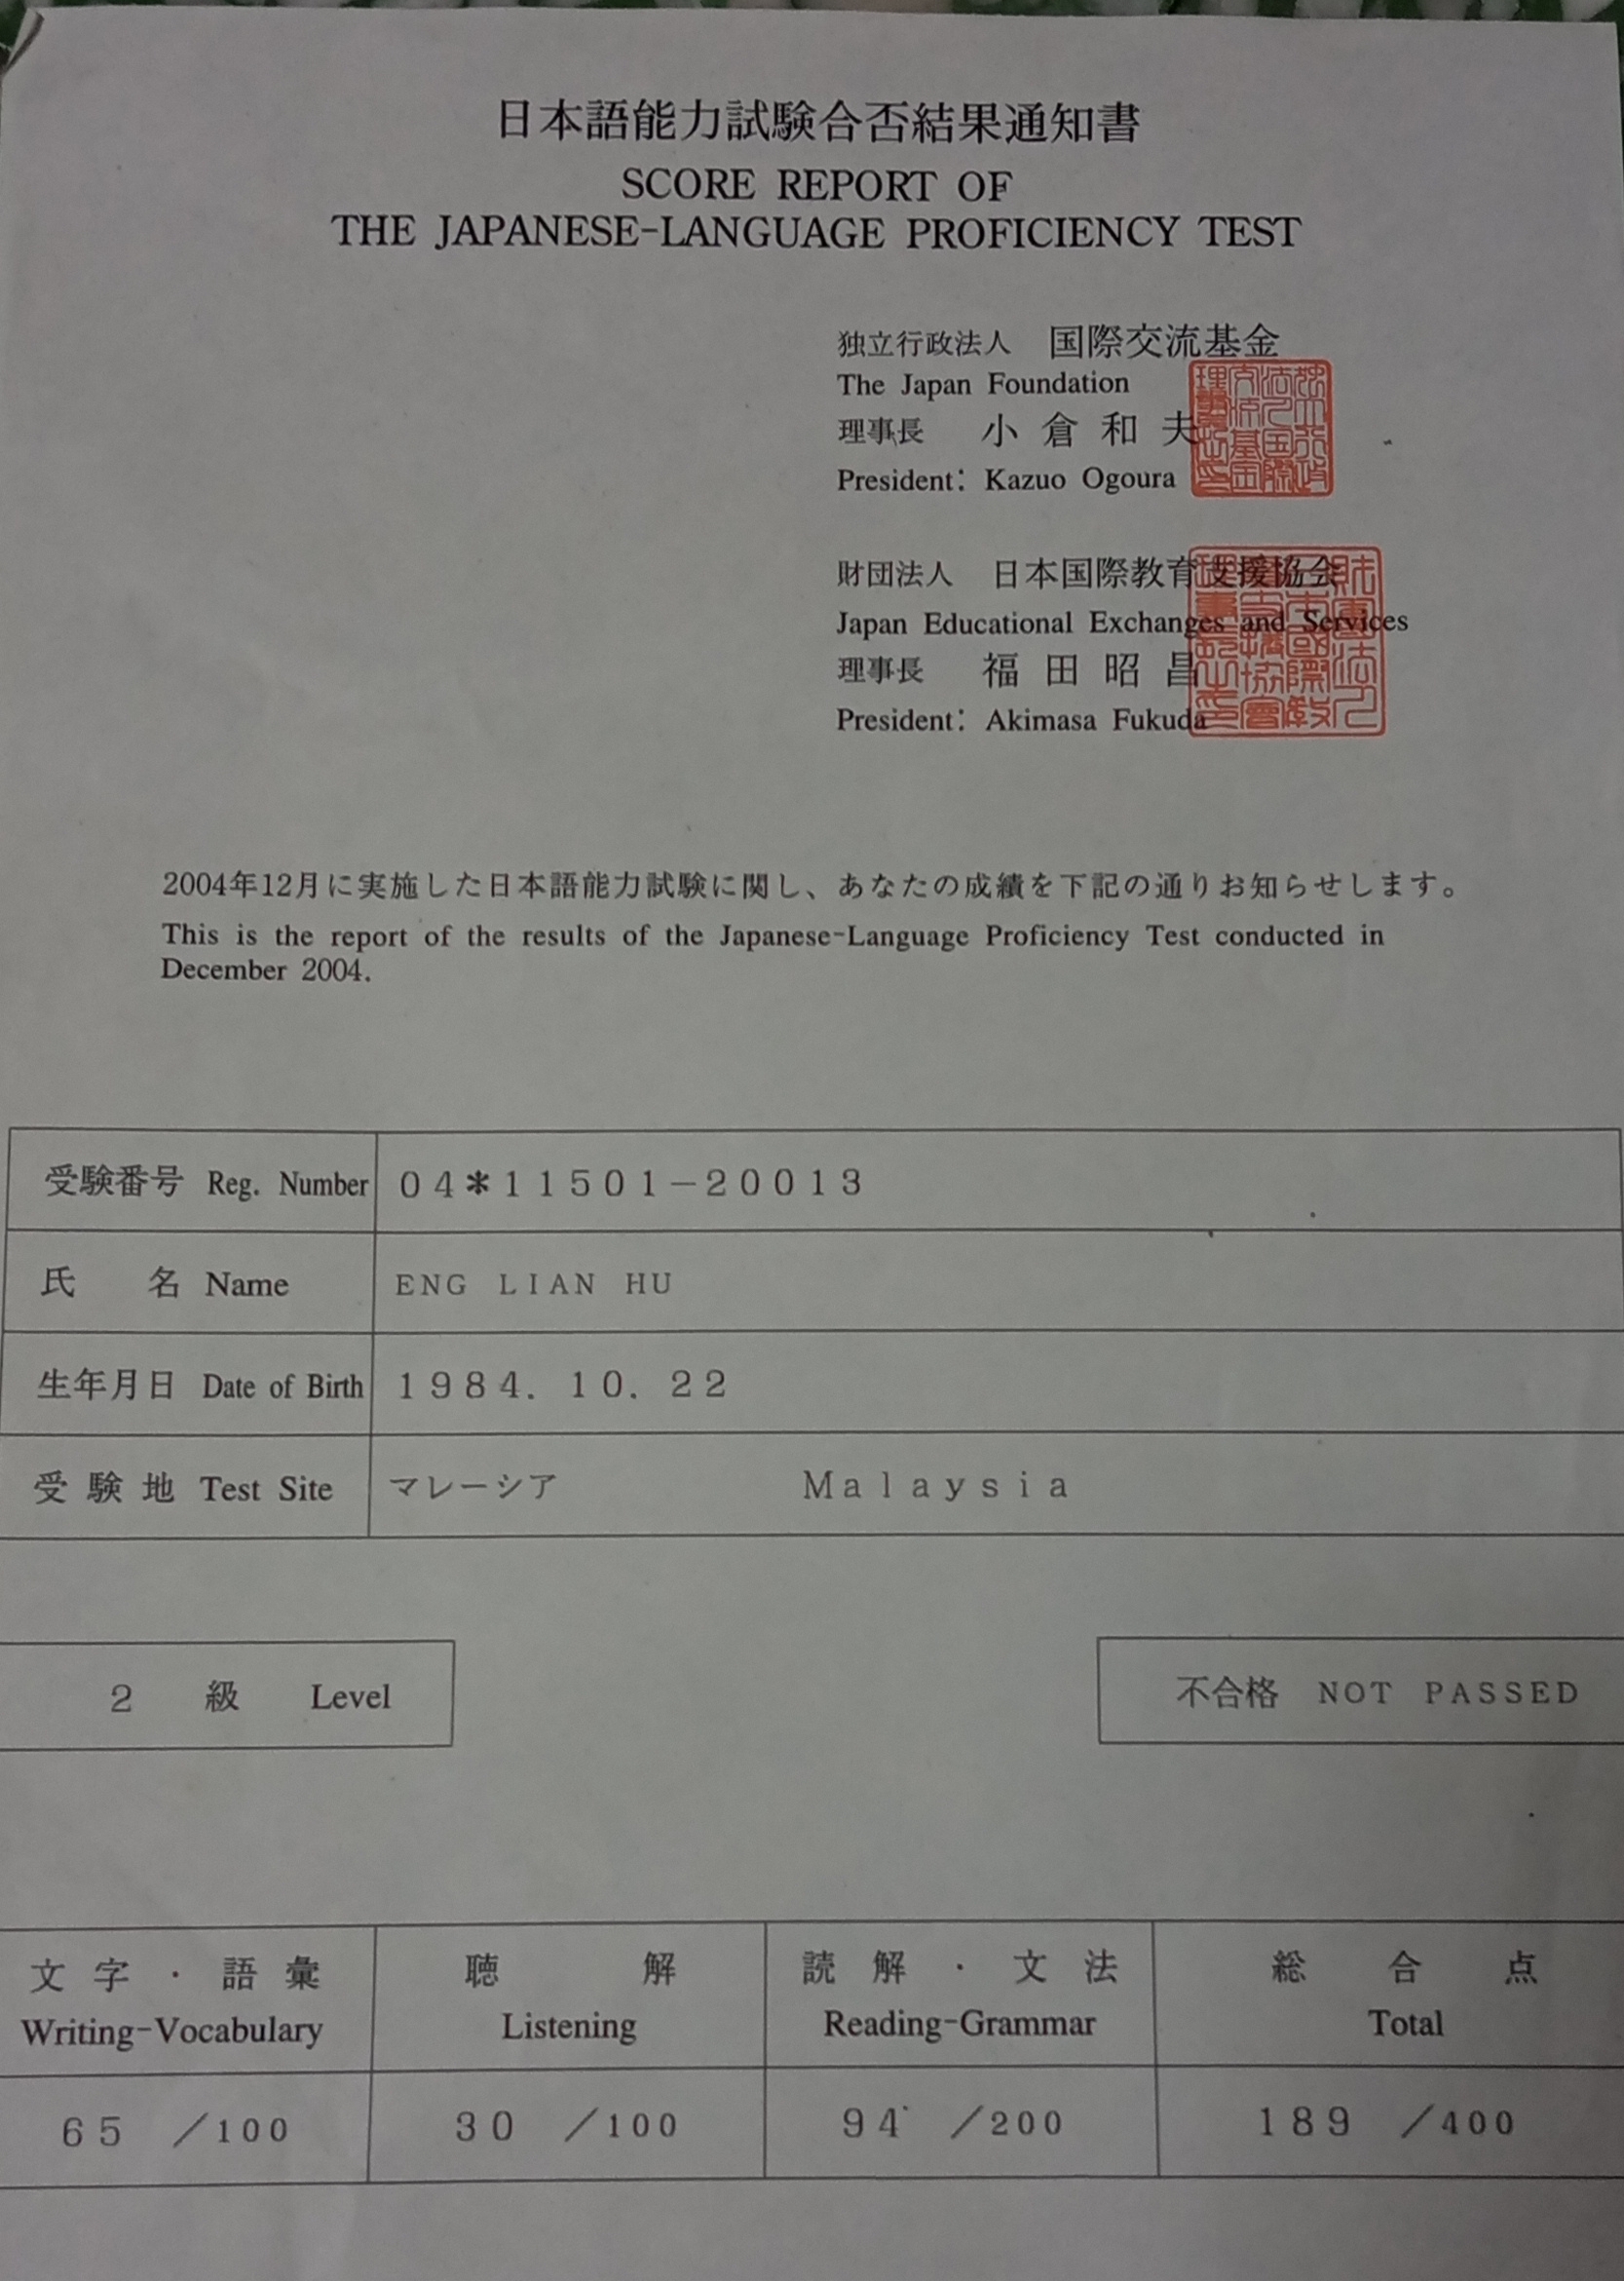 日本語能力試験合否結果通知書
SCORE REPORT OF
THE JAPANESE-LANGUAGE PROFICIENCY TEST
独立行政法人 国際交流基金
The Japan Foundation
理事長 小倉和夫
President: Kazuo Ogoura
財団法人 日本国際教育支援協会
Japan Educational Exchanges and Services
理事長 福田昭昌
President: Akimasa Fukuda
2004年12月に実施した日本語能力試験に関し、あなたの成績を下記の通りお知らせします。
This is the report of the results of the Japanese-Language Proficiency Test conducted in
December 2004.
受験番号 Reg. Number 04*11501-20013
氏名 Name ENG LIAN HU
生年月日 Date of Birth 1984. 10. 22
受験地 Test Site マレーシア Malaysia
2 級 Level 不合格 NOT PASSED
文字・語彙 聴解 読解・文法 総合点
Writing-Vocabulary Listening Reading-Grammar Total
65 /100 30 /100 94 /200 189 /400